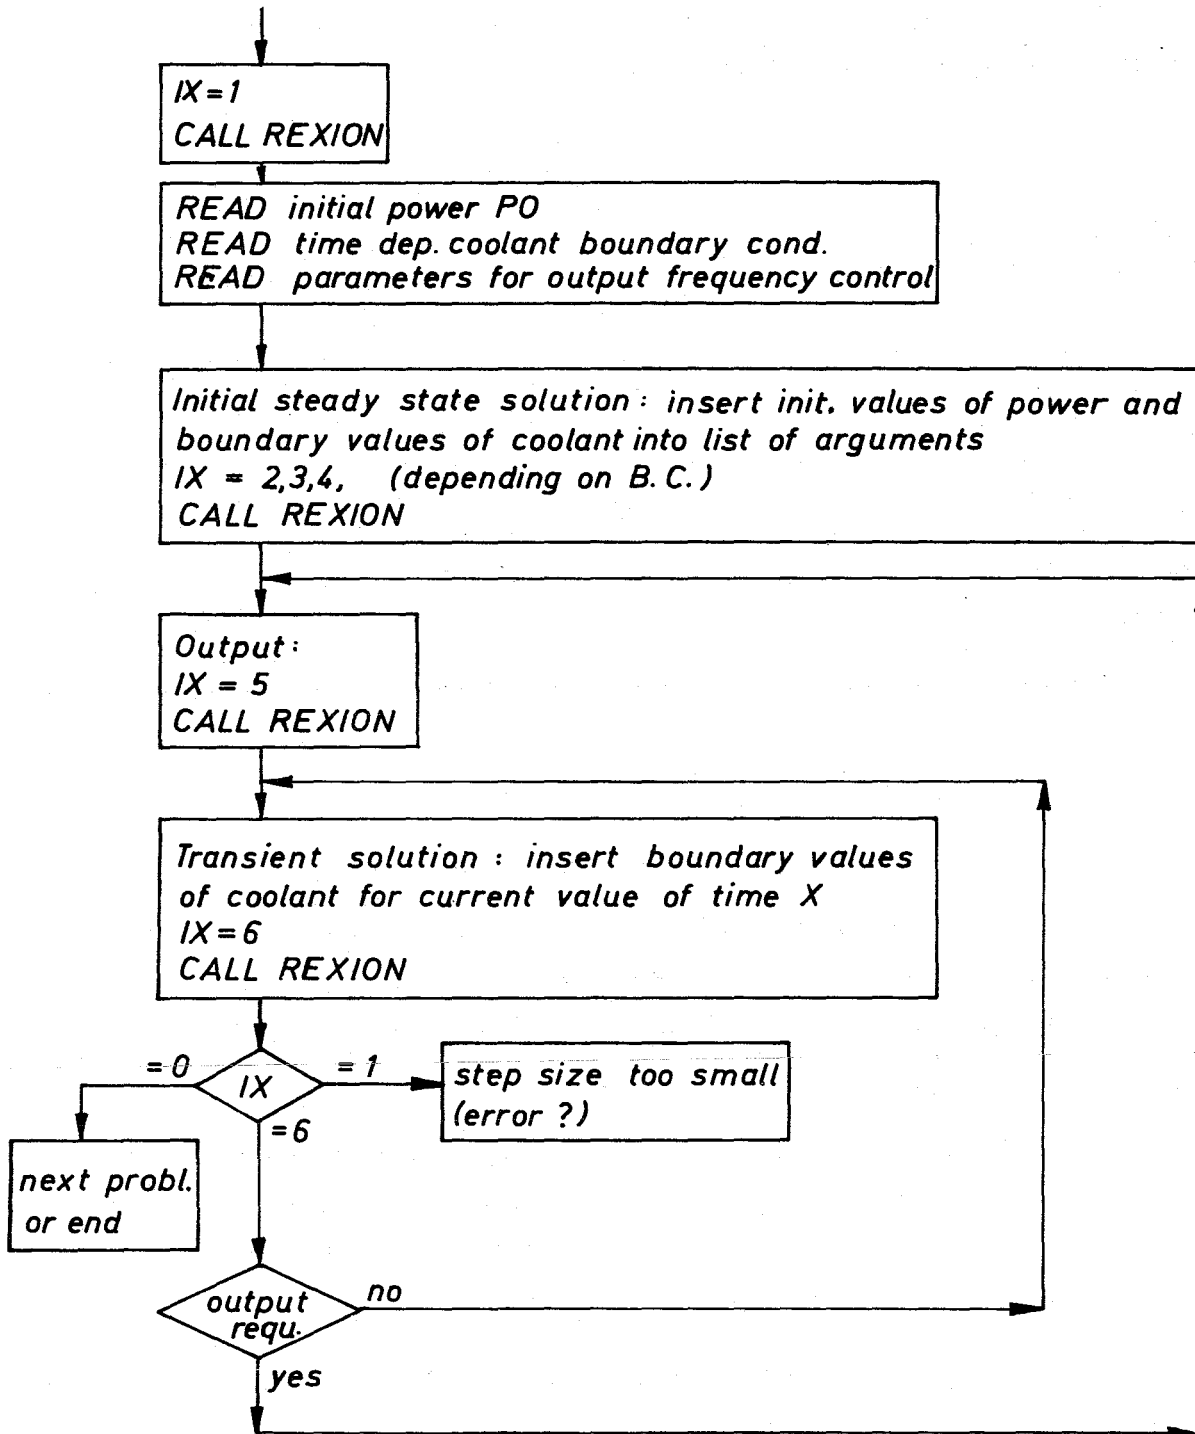 IX=1
CALL REXION
READ initial power PO
READ time dep. coolant boundary cond.
READ parameters for output frequency control
Initial steady state solution: insert init. values of power and
boundary values of coolant into list of arguments
IX = 2,3,4, (depending on B.C.)
CALL REXION
Output:
IX = 5
CALL REXION
Transient solution : insert boundary values
of coolant for current value of time X
IX=6
CALL REXION
=0
IX
=1
step size too small
(error ?)
=6
next probl.
or end
output
requ.
no
yes